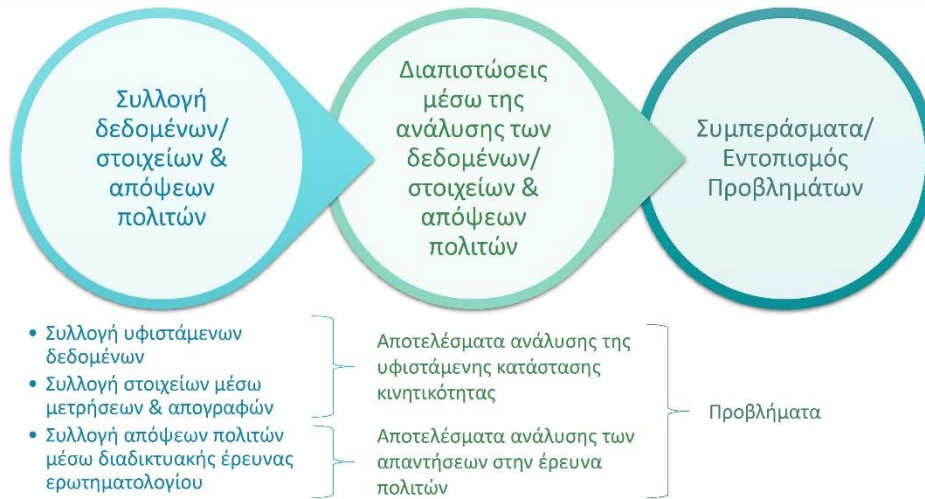 Συλλογή
δεδομένων/
στοιχείων &
απόψεων
πολιτών
Διαπιστώσεις
μέσω της
ανάλυσης των
δεδομένων/
στοιχείων &
απόψεων
πολιτών
Συμπεράσματα/
Εντοπισμός
Προβλημάτων
• Συλλογή υφιστάμενων
δεδομένων
• Συλλογή στοιχείων μέσω
μετρήσεων & απογραφών
• Συλλογή απόψεων πολιτών
μέσω διαδικτυακής έρευνας
ερωτηματολογίου
Αποτελέσματα ανάλυσης της
υφιστάμενης κατάστασης
κινητικότητας
Αποτελέσματα ανάλυσης των
απαντήσεων στην έρευνα
πολιτών
Προβλήματα